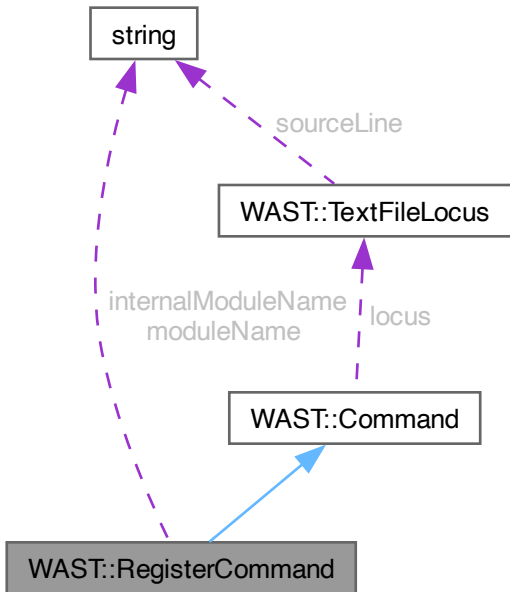 string
sourceLine
WAST::TextFileLocus
internalModuleName
moduleName
locus
WAST::Command
WAST::RegisterCommand